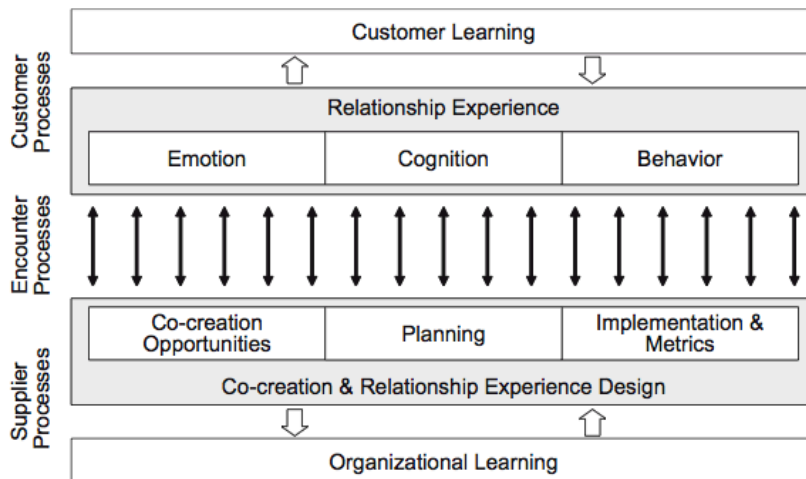 Customer Learning
Customer
Processes
Relationship Experience
Emotion
Cognition
Behavior
Encounter
Processes
Supplier
Processes
Co-creation
Opportunities
Planning
Implementation &
Metrics
Co-creation & Relationship Experience Design
Organizational Learning